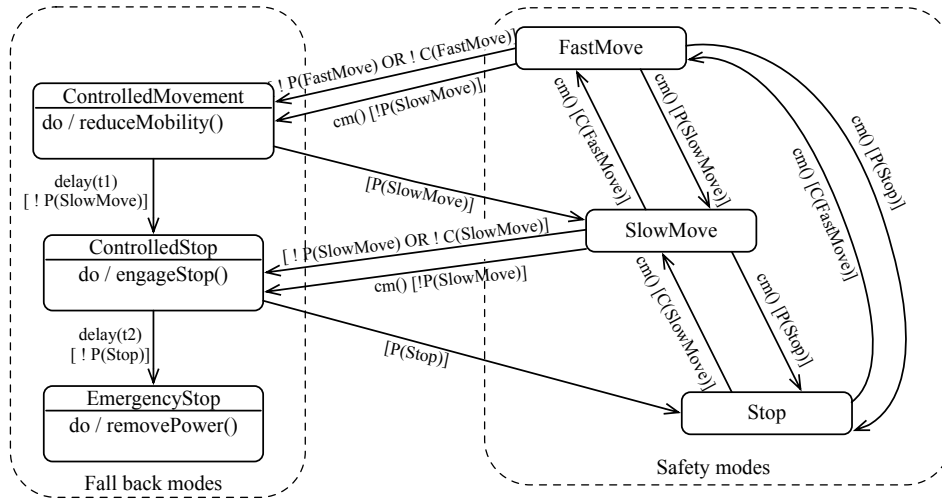 FastMove
[ ! P(FastMove) OR ! C(FastMove)]
cm() [!P(SlowMove)]
ControlledMovement
do / reduceMobility()
cm() [C(FastMove)]
cm() [P(SlowMove)]
cm() [P(Stop)]
cm() [C(FastMove)]
delay(t1)
[ ! P(SlowMove)]
[P(SlowMove)]
SlowMove
ControlledStop
do / engageStop()
[ ! P(SlowMove) OR ! C(SlowMove)]
cm() [!P(SlowMove)]
cm() [C(SlowMove)]
cm() [P(Stop)]
delay(t2)
[ ! P(Stop)]
[P(Stop)]
EmergencyStop
do / removePower()
Stop
Fall back modes
Safety modes